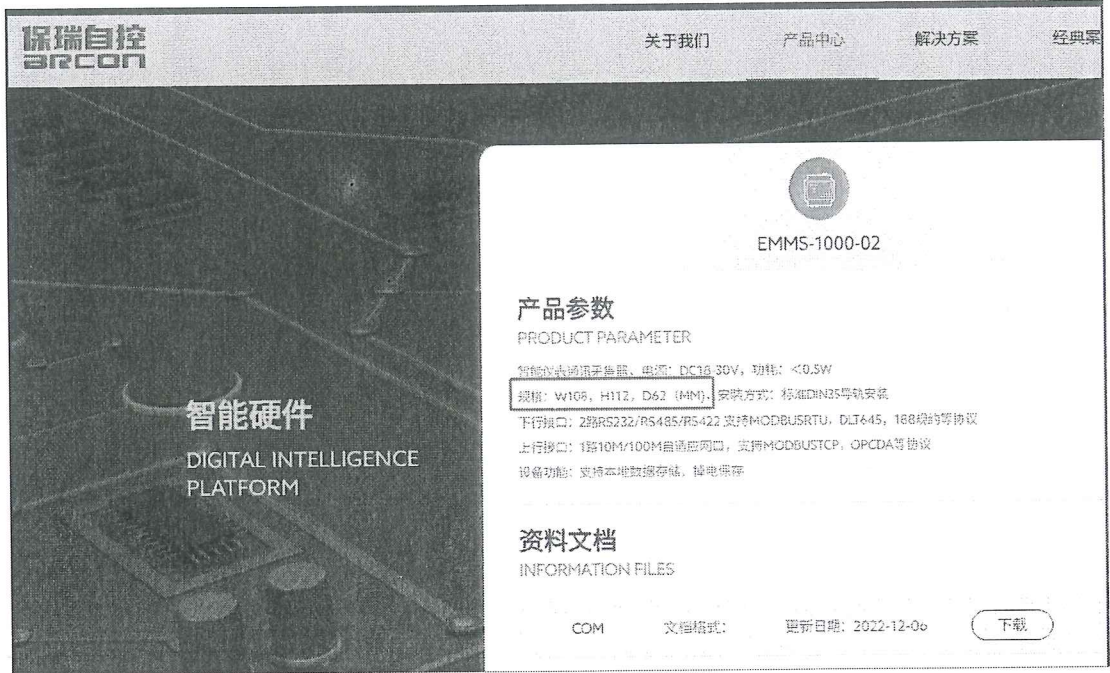 保瑞自控
BRCON
关于我们 产品中心 解决方案 经典案
EMMS-1000-02
产品参数
PRODUCT PARAMETER
智能仪表通讯采集器、电源：DC18-30V，功耗：<0.5W
规格：W108，H112，D62（MM），安装方式：标准DIN35导轨安装
下行接口：2路RS232/RS485/RS422 支持MODBUSRTU，DLT645，188规约等协议
上行接口：1路10M/100M自适应网口，支持MODBUSTCP，OPCDA等协议
设备功能：支持本地数据存储，掉电保存
智能硬件
DIGITAL INTELLIGENCE
PLATFORM
资料文档
INFORMATION FILES
COM 文档格式： 更新日期：2022-12-06 下载